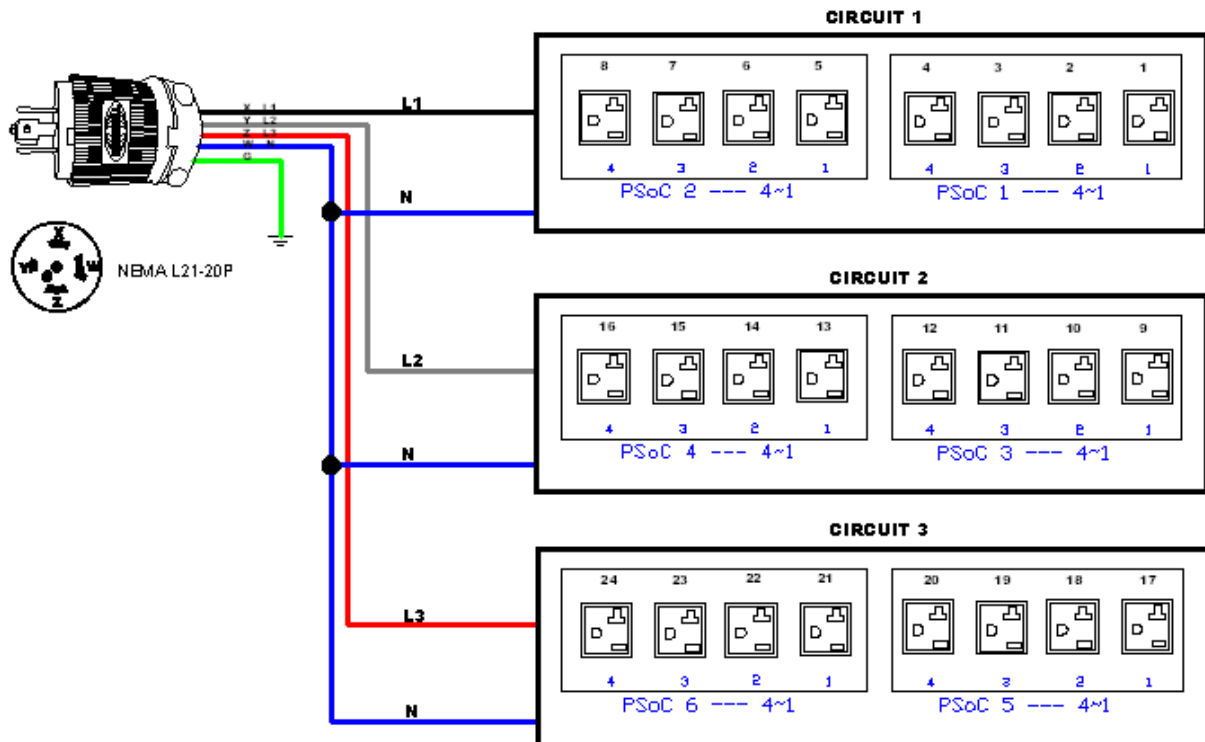 CIRCUIT 1
8 7 6 5 4 3 2 1
X L1
Y L2
Z L3
W N
G
L1
4 3 2 1 4 3 2 1
PSoC 2 --- 4~1 PSoC 1 --- 4~1
N
X
W
Z
NEMA L21-20P
CIRCUIT 2
16 15 14 13 12 11 10 9
L2
4 3 2 1 4 3 2 1
PSoC 4 --- 4~1 PSoC 3 --- 4~1
N
CIRCUIT 3
24 23 22 21 20 19 18 17
L3
4 3 2 1 4 3 2 1
PSoC 6 --- 4~1 PSoC 5 --- 4~1
N